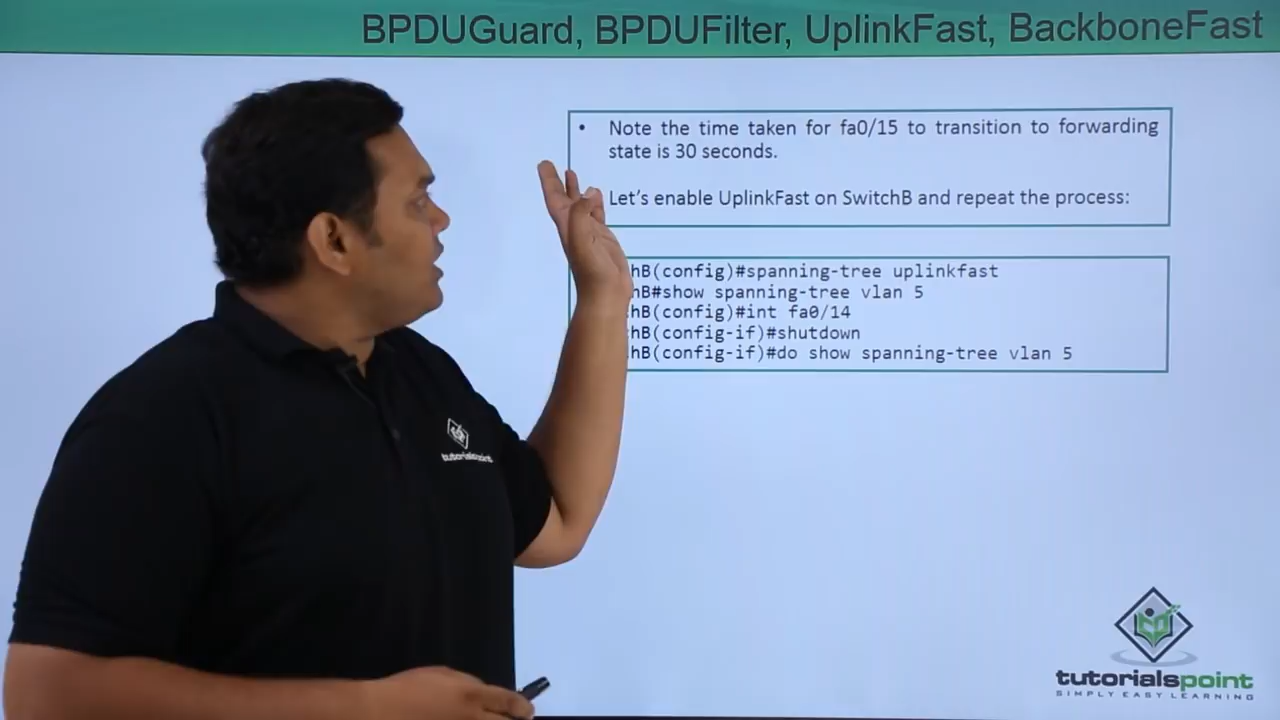 BPDUGuard, BPDUFilter, UplinkFast, BackboneFast
• Note the time taken for fa0/15 to transition to forwarding
state is 30 seconds.
Let's enable UplinkFast on SwitchB and repeat the process:
hB(config)#spanning-tree uplinkfast
hB#show spanning-tree vlan 5
hB(config)#int fa0/14
hB(config-if)#shutdown
hB(config-if)#do show spanning-tree vlan 5
tutorialspoint
tutorialspoint
SIMPLY EASY LEARNING